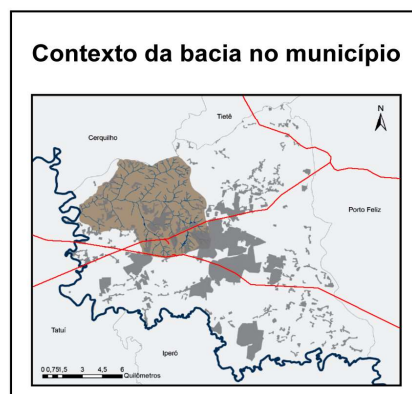 Contexto da bacia no município
Tietê
N
Cerquilho
Porto Feliz
Tatuí
Iperó
0 0,75 1,5 3 4,5 6
Quilômetros